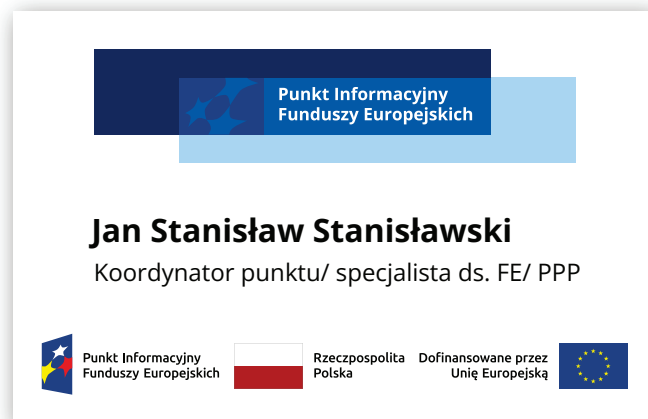 Punkt Informacyjny
Funduszy Europejskich
Jan Stanisław Stanisławski
Koordynator punktu/ specjalista ds. FE/ PPP
Punkt Informacyjny
Funduszy Europejskich
Rzeczpospolita
Polska
Dofinansowane przez
Unię Europejską